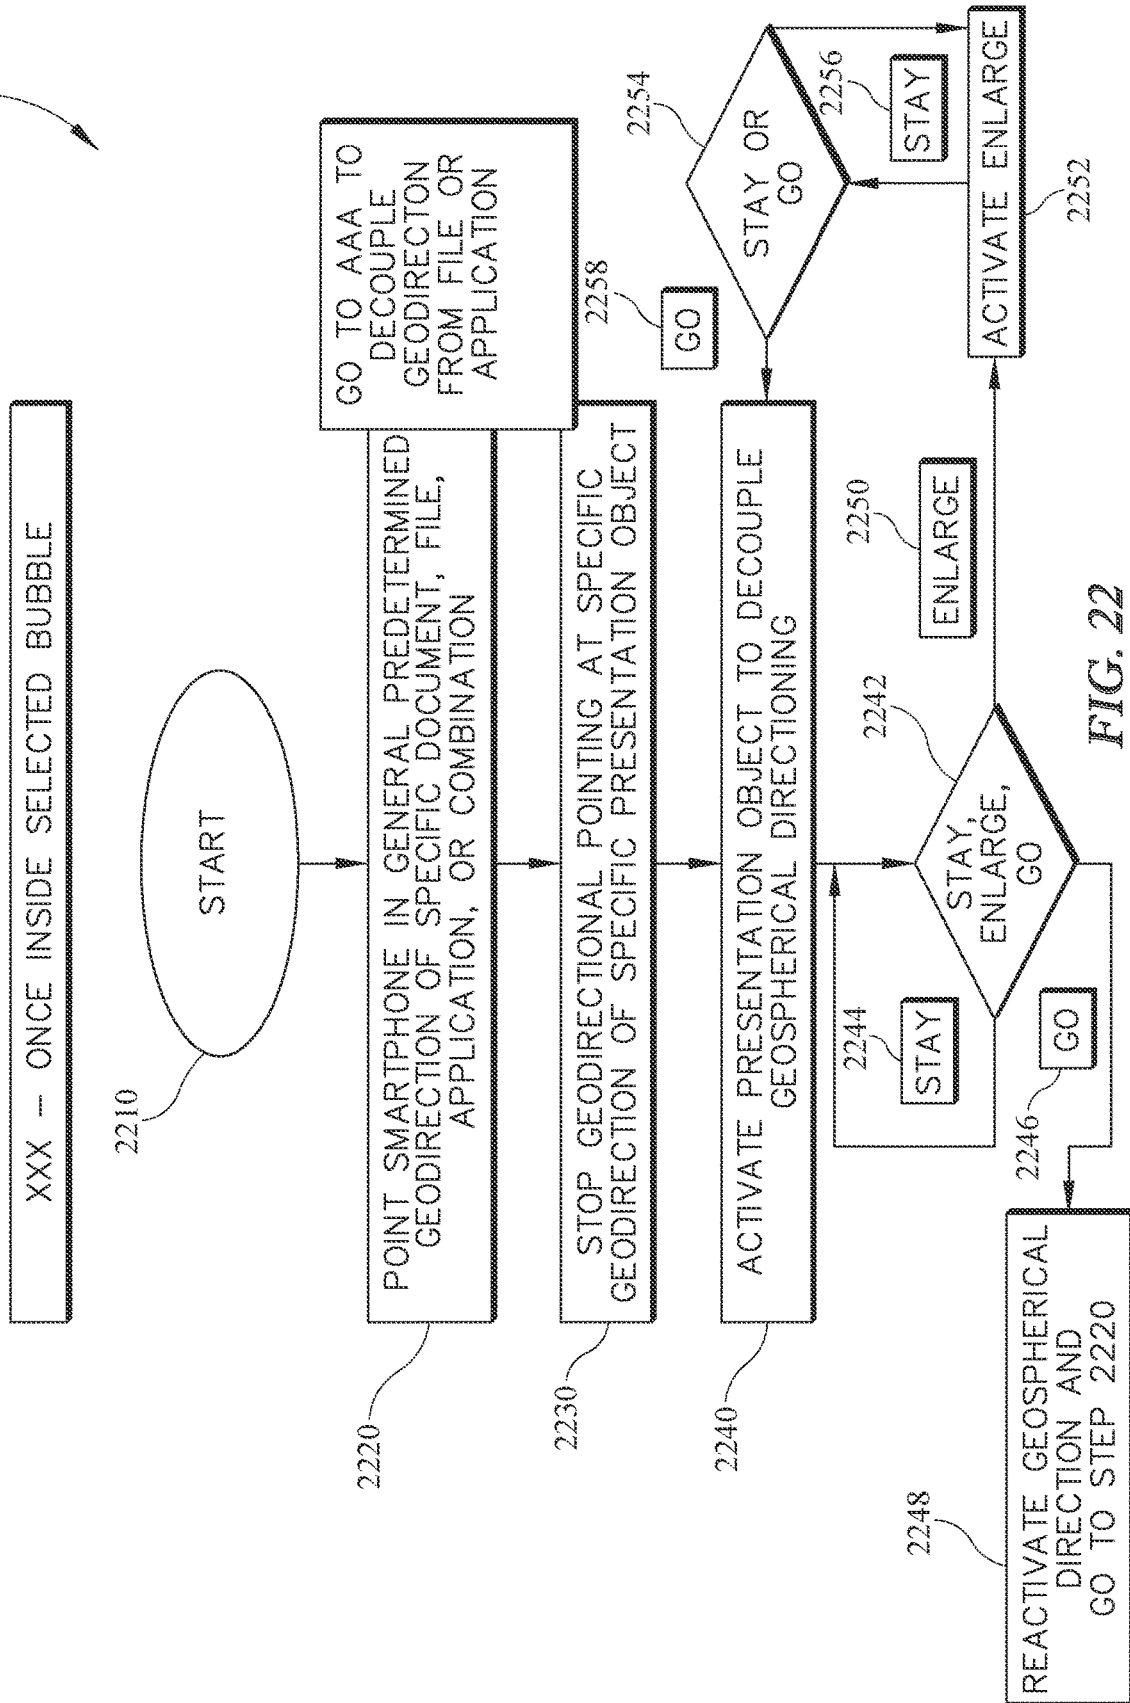 XXX – ONCE INSIDE SELECTED BUBBLE
START
2210
GO TO AAA TO
DECOUPLE
GEODIRECTON
FROM FILE OR
APPLICATION
POINT SMARTPHONE IN GENERAL PREDETERMINED
GEODIRECTION OF SPECIFIC DOCUMENT, FILE,
APPLICATION, OR COMBINATION
2220
STOP GEODIRECTIONAL POINTING AT SPECIFIC
GEODIRECTION OF SPECIFIC PRESENTATION OBJECT
2230
ACTIVATE PRESENTATION OBJECT TO DECOUPLE
GEOSPHERICAL DIRECTIONING
2240
GO
2258
STAY OR
GO
2254
STAY
2256
ACTIVATE ENLARGE
2252
ENLARGE
2250
STAY,
ENLARGE,
GO
2242
STAY
2244
GO
2246
REACTIVATE GEOSPHERICAL
DIRECTION AND
GO TO STEP 2220
2248
FIG. 22